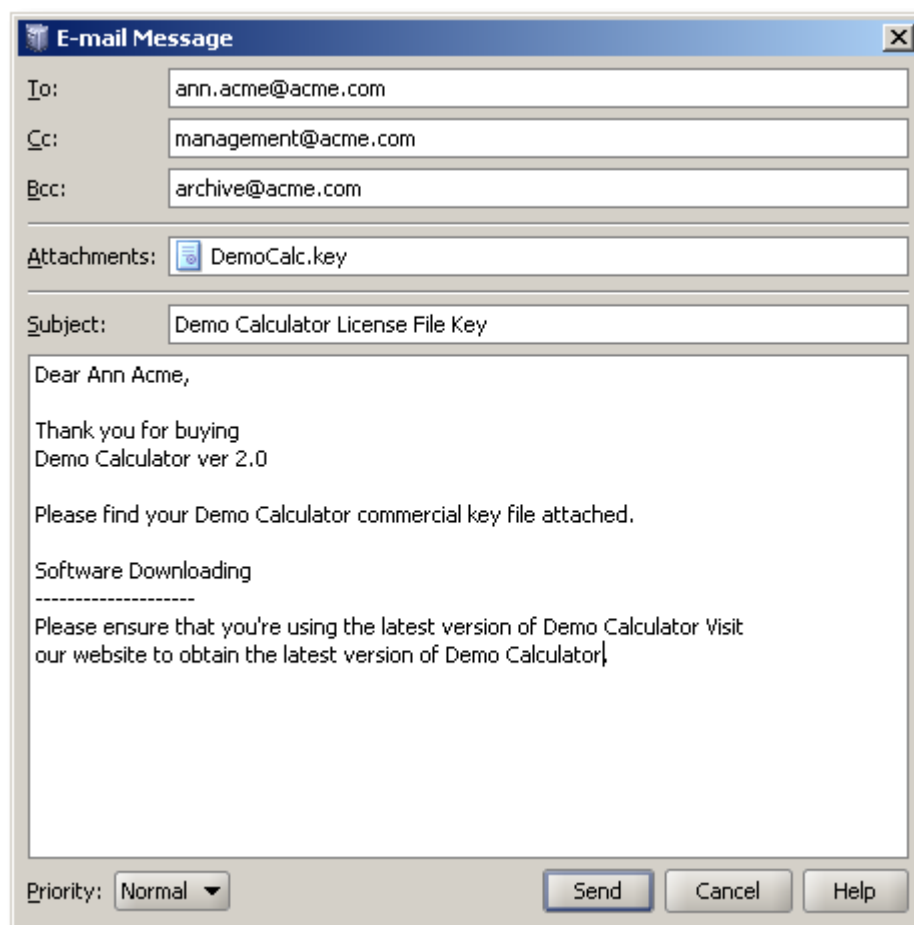 E-mail Message
To: ann.acme@acme.com
Cc: management@acme.com
Bcc: archive@acme.com
Attachments: DemoCalc.key
Subject: Demo Calculator License File Key
Dear Ann Acme,
Thank you for buying
Demo Calculator ver 2.0
Please find your Demo Calculator commercial key file attached.
Software Downloading
--------------------
Please ensure that you're using the latest version of Demo Calculator Visit
our website to obtain the latest version of Demo Calculator.
Priority: Normal Send Cancel Help